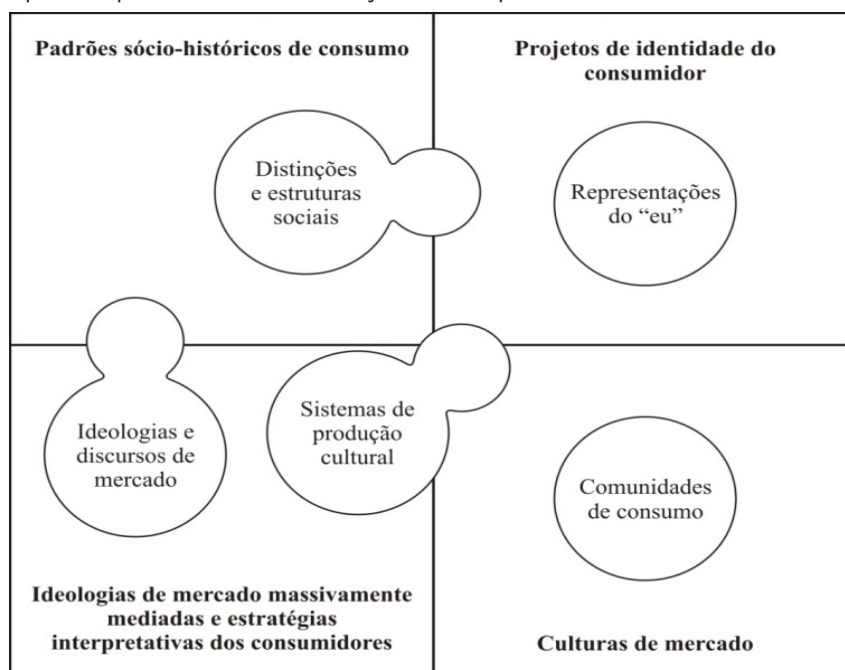 Padrões sócio-históricos de consumo
Projetos de identidade do
consumidor
Distinções
e estruturas
sociais
Representações
do “eu”
Ideologias e
discursos de
mercado
Sistemas de
produção
cultural
Comunidades
de consumo
Ideologias de mercado massivamente
mediadas e estratégias
interpretativas dos consumidores
Culturas de mercado